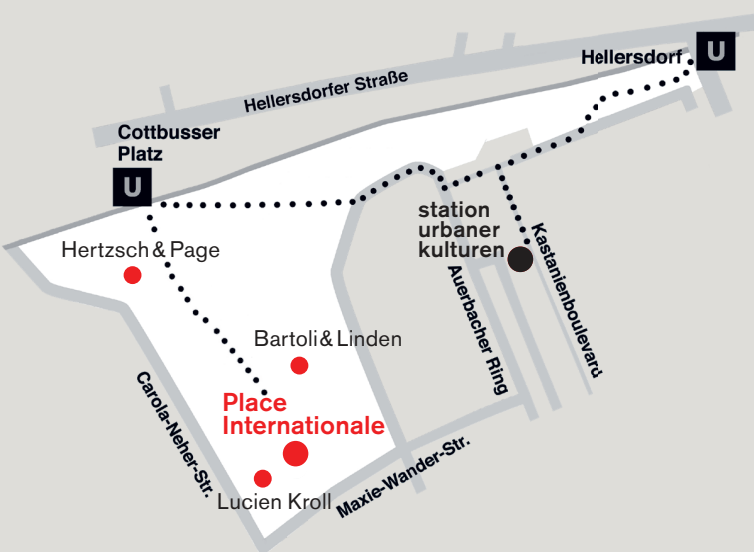 Hellersdorf
U
Hellersdorfer Straße
Cottbusser
Platz
U
station
urbaner
kulturen
Hertzsch & Page
Kastanienboulevard
Auerbacher Ring
Bartoli & Linden
Carola-Neher-Str.
Place
Internationale
Maxie-Wander-Str.
Lucien Kroll